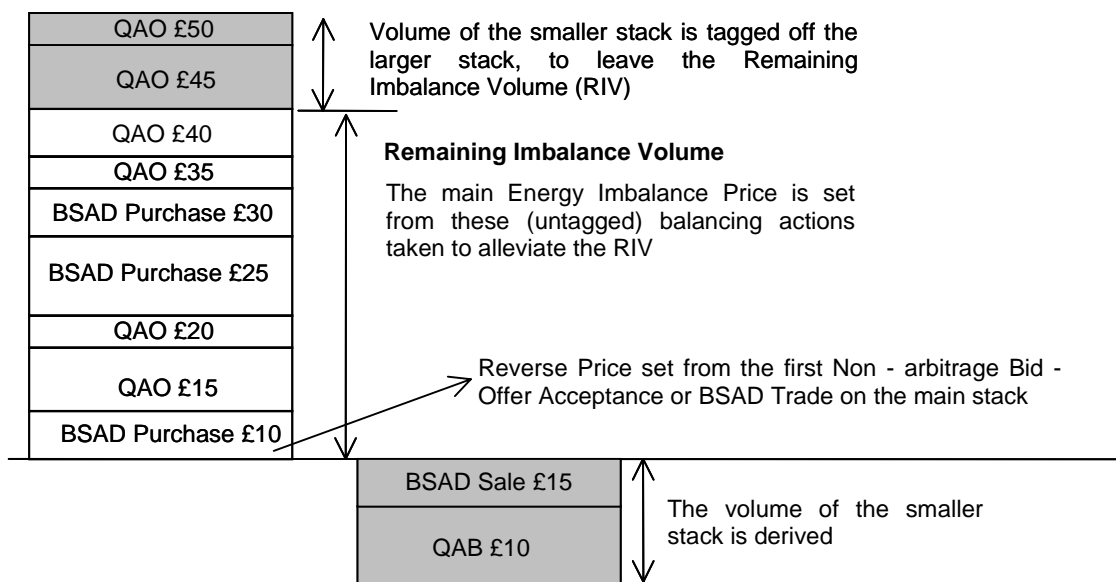 QAO £50
QAO £45
QAO £40
QAO £35
BSAD Purchase £30
BSAD Purchase £25
QAO £20
QAO £15
BSAD Purchase £10
Volume of the smaller stack is tagged off the
larger stack, to leave the Remaining
Imbalance Volume (RIV)
Remaining Imbalance Volume
The main Energy Imbalance Price is set
from these (untagged) balancing actions
taken to alleviate the RIV
Reverse Price set from the first Non - arbitrage Bid -
Offer Acceptance or BSAD Trade on the main stack
BSAD Sale £15
QAB £10
The volume of the smaller
stack is derived